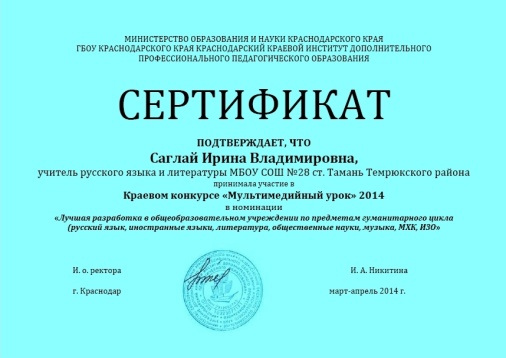 МИНИСТЕРСТВО ОБРАЗОВАНИЯ И НАУКИ КРАСНОДАРСКОГО КРАЯ
ГБОУ КРАСНОДАРСКОГО КРАЯ КРАСНОДАРСКИЙ КРАЕВОЙ ИНСТИТУТ ДОПОЛНИТЕЛЬНОГО
ПРОФЕССИОНАЛЬНОГО ПЕДАГОГИЧЕСКОГО ОБРАЗОВАНИЯ
СЕРТИФИКАТ
ПОДТВЕРЖДАЕТ, ЧТО
Саглай Ирина Владимировна,
учитель русского языка и литературы МБОУ СОШ №28 ст. Тамань Темрюкского района
принимала участие в
Краевом конкурсе «Мультимедийный урок» 2014
в номинации
«Лучшая разработка в общеобразовательном учреждении по предметам гуманитарного цикла
(русский язык, иностранные языки, литература, общественные науки, музыка, МХК, ИЗО»
И. о. ректора И. А. Никитина
г. Краснодар март-апрель 2014 г.